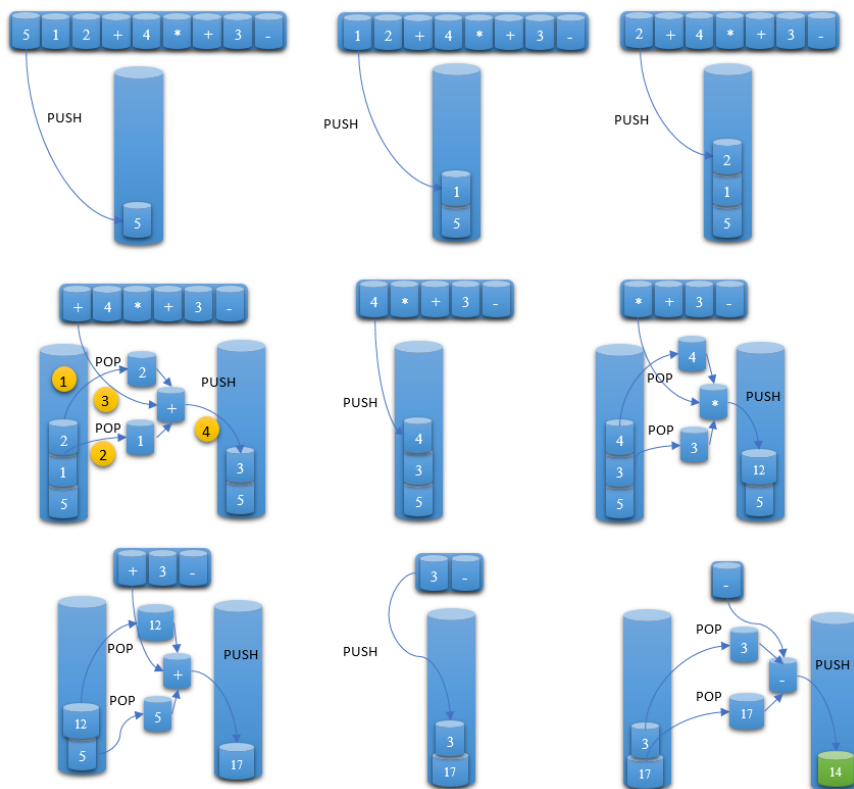 5 1 2 + 4 * + 3 -
PUSH
5
1 2 + 4 * + 3 -
PUSH
1
5
2 + 4 * + 3 -
PUSH
2
1
5
+ 4 * + 3 -
1
POP
2
3
+
PUSH
2
POP
1
4
2
1
3
5
5
4 * + 3 -
PUSH
4
3
5
* + 3 -
4
POP
*
PUSH
4
POP
3
3
12
5
5
+ 3 -
12
POP
+
PUSH
POP
5
12
5
17
3 -
PUSH
3
17
-
POP
3
-
PUSH
POP
17
3
17
14